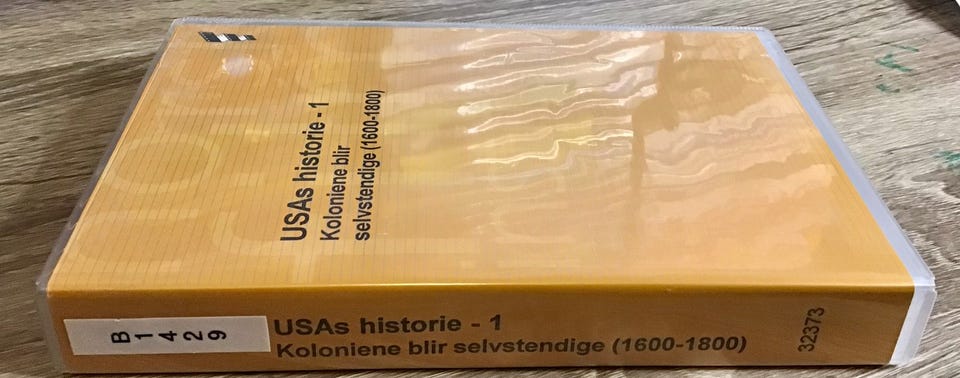 USAs historie - 1
Koloniene blir
selvstendige (1600-1800)
B
1
4
2
9
USAs historie - 1
Koloniene blir selvstendige (1600-1800)
32373